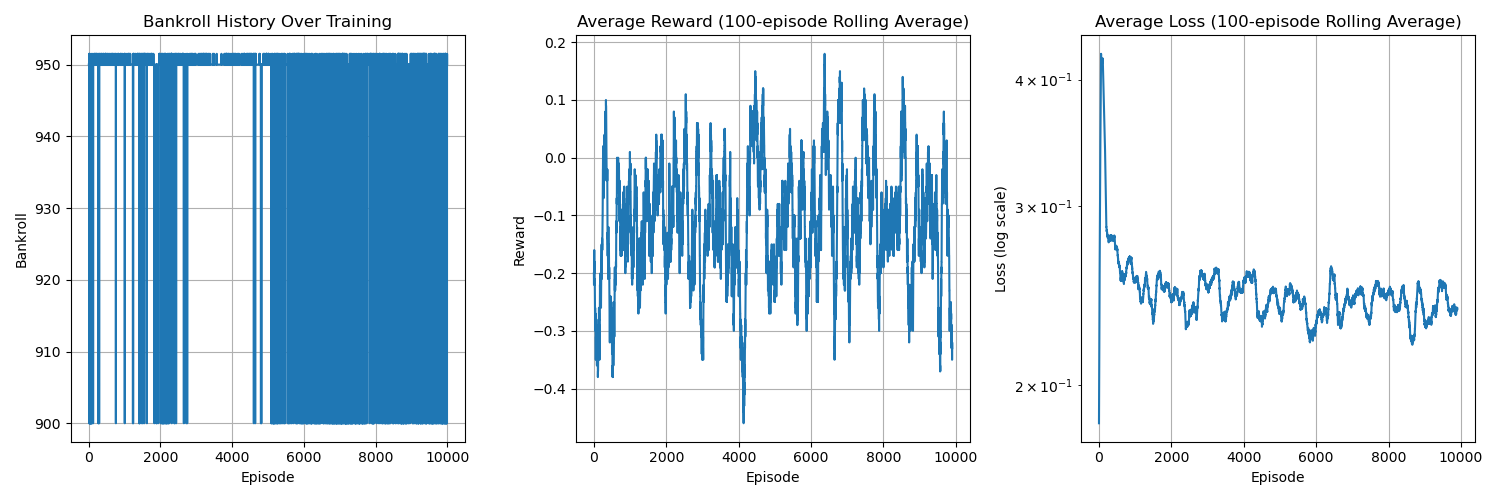 Bankroll History Over Training
Bankroll
950
940
930
920
910
900
0 2000 4000 6000 8000 10000
Episode
Average Reward (100-episode Rolling Average)
Reward
0.2
0.1
0.0
−0.1
−0.2
−0.3
−0.4
0 2000 4000 6000 8000 10000
Episode
Average Loss (100-episode Rolling Average)
Loss (log scale)
4 × 10⁻¹
3 × 10⁻¹
2 × 10⁻¹
0 2000 4000 6000 8000 10000
Episode